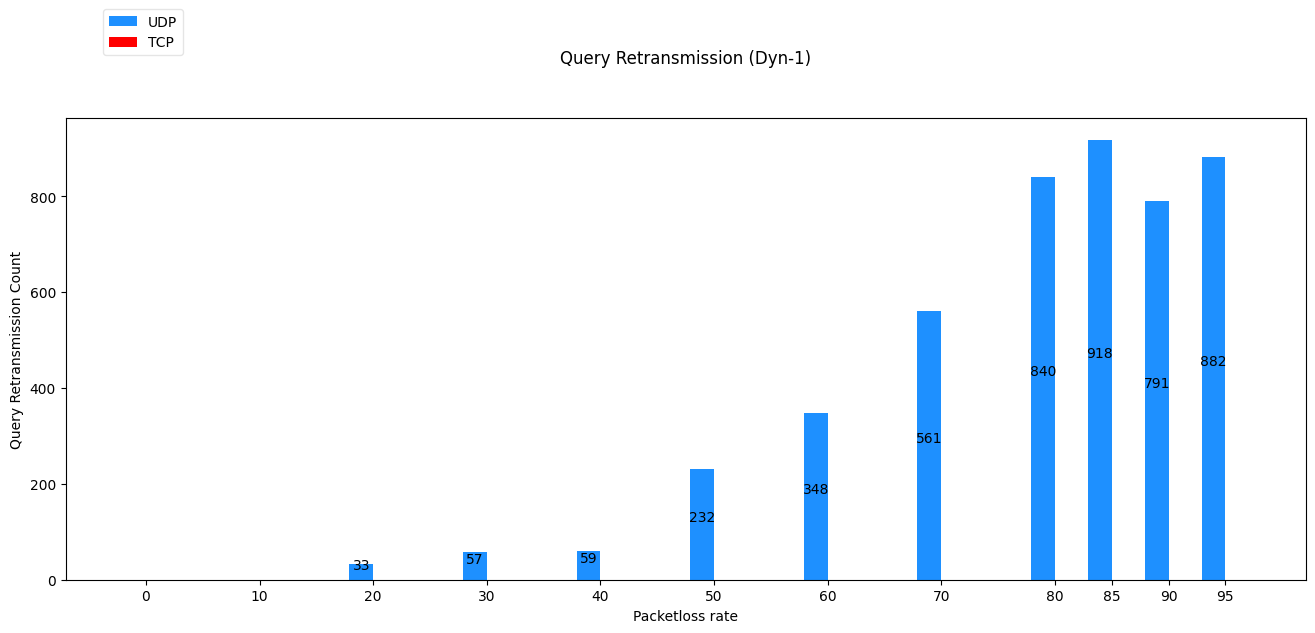 UDP
TCP
Query Retransmission (Dyn-1)
Query Retransmission Count
800
600
400
200
0
33
57
59
232
348
561
840
918
791
882
0 10 20 30 40 50 60 70 80 85 90 95
Packetloss rate